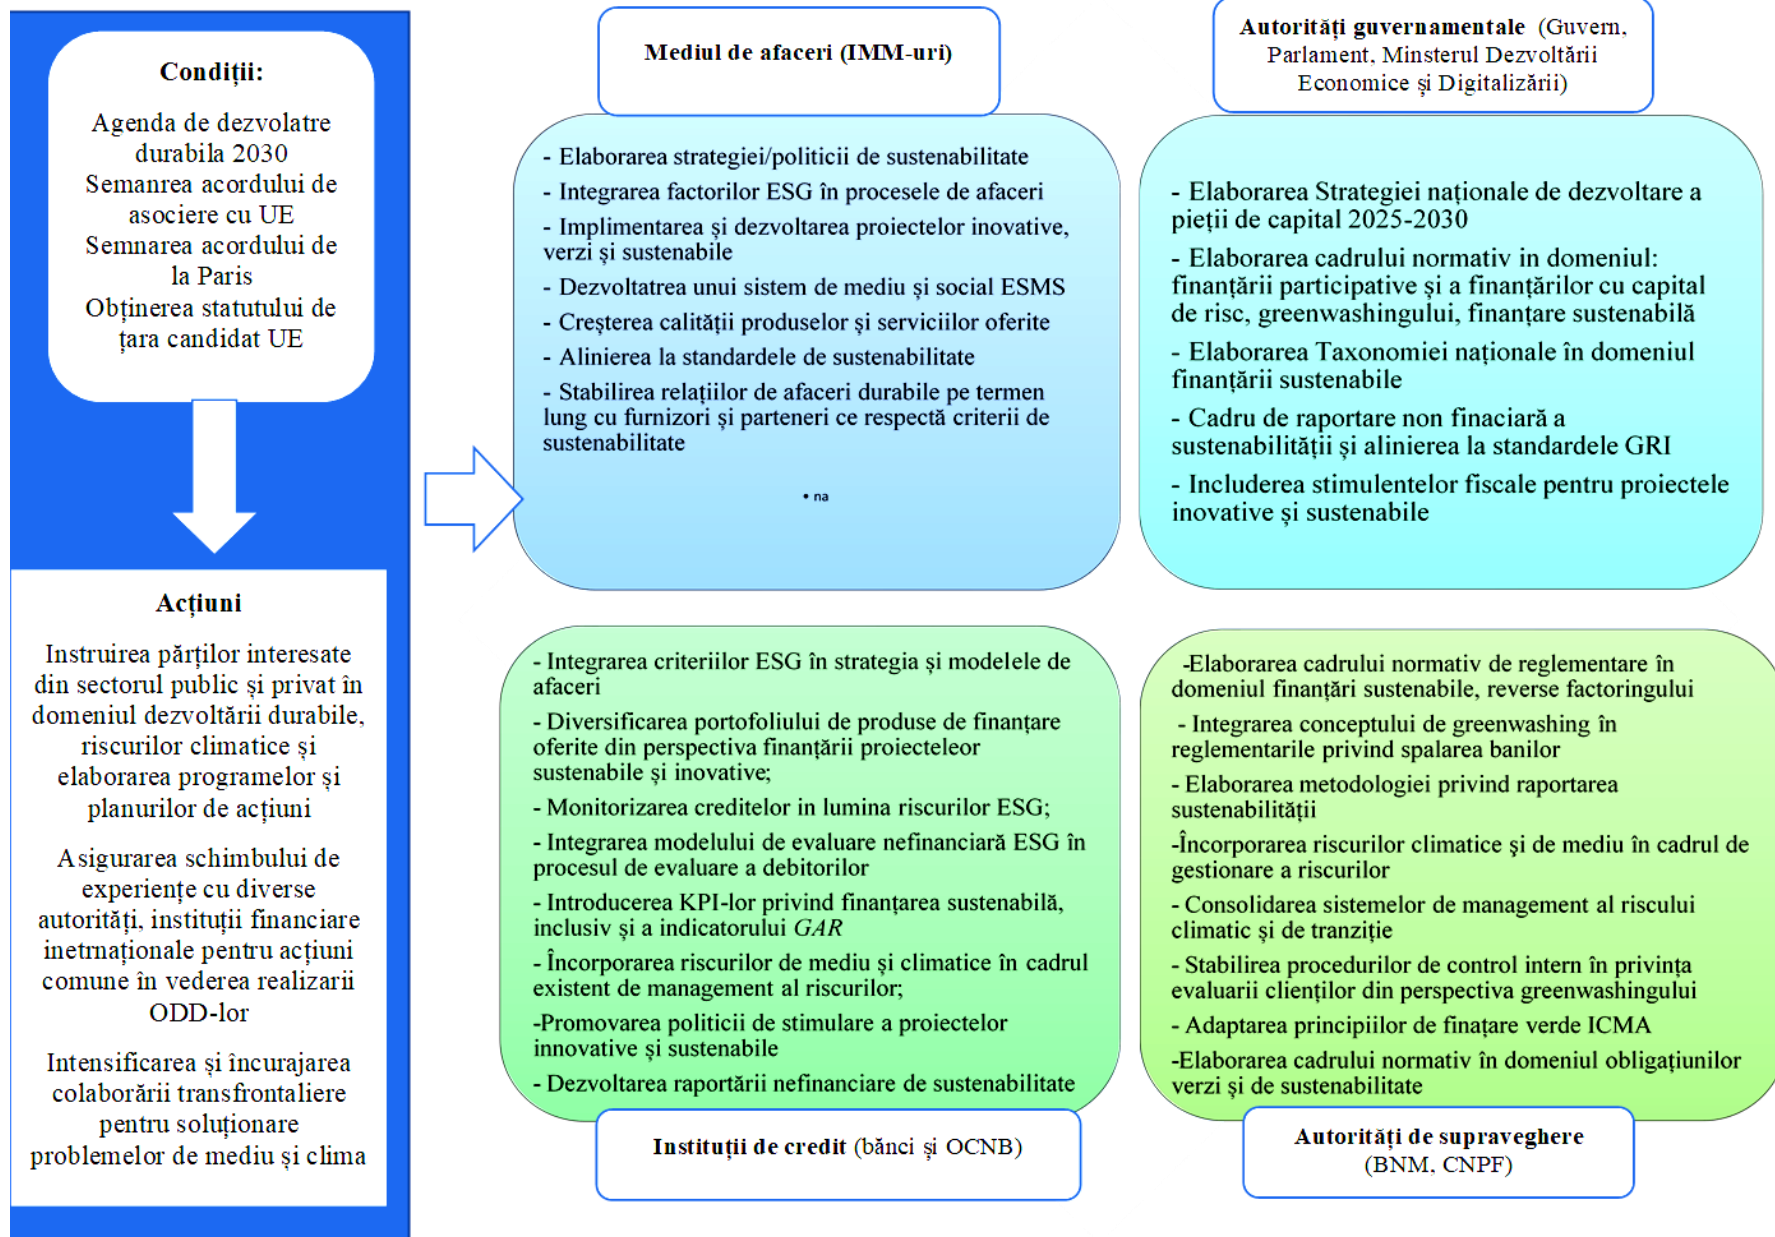 Condiții:
Agenda de dezvolatre
durabila 2030
Semanrea acordului de
asociere cu UE
Semnarea acordului de
la Paris
Obținerea statutului de
țara candidat UE
Acțiuni
Instruirea părților interesate
din sectorul public și privat în
domeniul dezvoltării durabile,
riscurilor climatice și
elaborarea programelor și
planurilor de acțiuni
Asigurarea schimbului de
experiențe cu diverse
autorități, instituții financiare
inetrnaționale pentru acțiuni
comune în vederea realizarii
ODD-lor
Intensificarea și încurajarea
colaborării transfrontaliere
pentru soluționare
problemelor de mediu și clima
Mediul de afaceri (IMM-uri)
- Elaborarea strategiei/politicii de sustenabilitate
- Integrarea factorilor ESG în procesele de afaceri
- Implimentarea și dezvoltarea proiectelor inovative,
verzi și sustenabile
- Dezvoltatrea unui sistem de mediu și social ESMS
- Creșterea calității produselor și serviciilor oferite
- Alinierea la standardele de sustenabilitate
- Stabilirea relațiilor de afaceri durabile pe termen
lung cu furnizori și parteneri ce respectă criterii de
sustenabilitate
• na
Autorități guvernamentale (Guvern,
Parlament, Minsterul Dezvoltării
Economice și Digitalizării)
- Elaborarea Strategiei naționale de dezvoltare a
pieții de capital 2025-2030
- Elaborarea cadrului normativ in domeniul:
finanțării participative și a finanțărilor cu capital
de risc, greenwashingului, finanțare sustenabilă
- Elaborarea Taxonomiei naționale în domeniul
finanțării sustenabile
- Cadru de raportare non finaciară a
sustenabilității și alinierea la standardele GRI
- Includerea stimulentelor fiscale pentru proiectele
inovative și sustenabile
- Integrarea criteriilor ESG în strategia și modelele de
afaceri
- Diversificarea portofoliului de produse de finanțare
oferite din perspectiva finanțării proiecteleor
sustenabile și inovative;
- Monitorizarea creditelor in lumina riscurilor ESG;
- Integrarea modelului de evaluare nefinanciară ESG în
procesul de evaluare a debitorilor
- Introducerea KPI-lor privind finanțarea sustenabilă,
inclusiv și a indicatorului GAR
- Încorporarea riscurilor de mediu și climatice în cadrul
existent de management al riscurilor;
-Promovarea politicii de stimulare a proiectelor
innovative și sustenabile
- Dezvoltarea raportării nefinanciare de sustenabilitate
Instituții de credit (bănci și OCNB)
-Elaborarea cadrului normativ de reglementare în
domeniul finanțări sustenabile, reverse factoringului
- Integrarea conceptului de greenwashing în
reglementarile privind spalarea banilor
- Elaborarea metodologiei privind raportarea
sustenabilității
-Încorporarea riscurilor climatice şi de mediu în cadrul de
gestionare a riscurilor
- Consolidarea sistemelor de management al riscului
climatic și de tranziție
- Stabilirea procedurilor de control intern în privința
evaluarii clienților din perspectiva greenwashingului
- Adaptarea principiilor de finațare verde ICMA
-Elaborarea cadrului normativ în domeniul obligațiunilor
verzi și de sustenabilitate
Autorități de supraveghere
(BNM, CNPF)